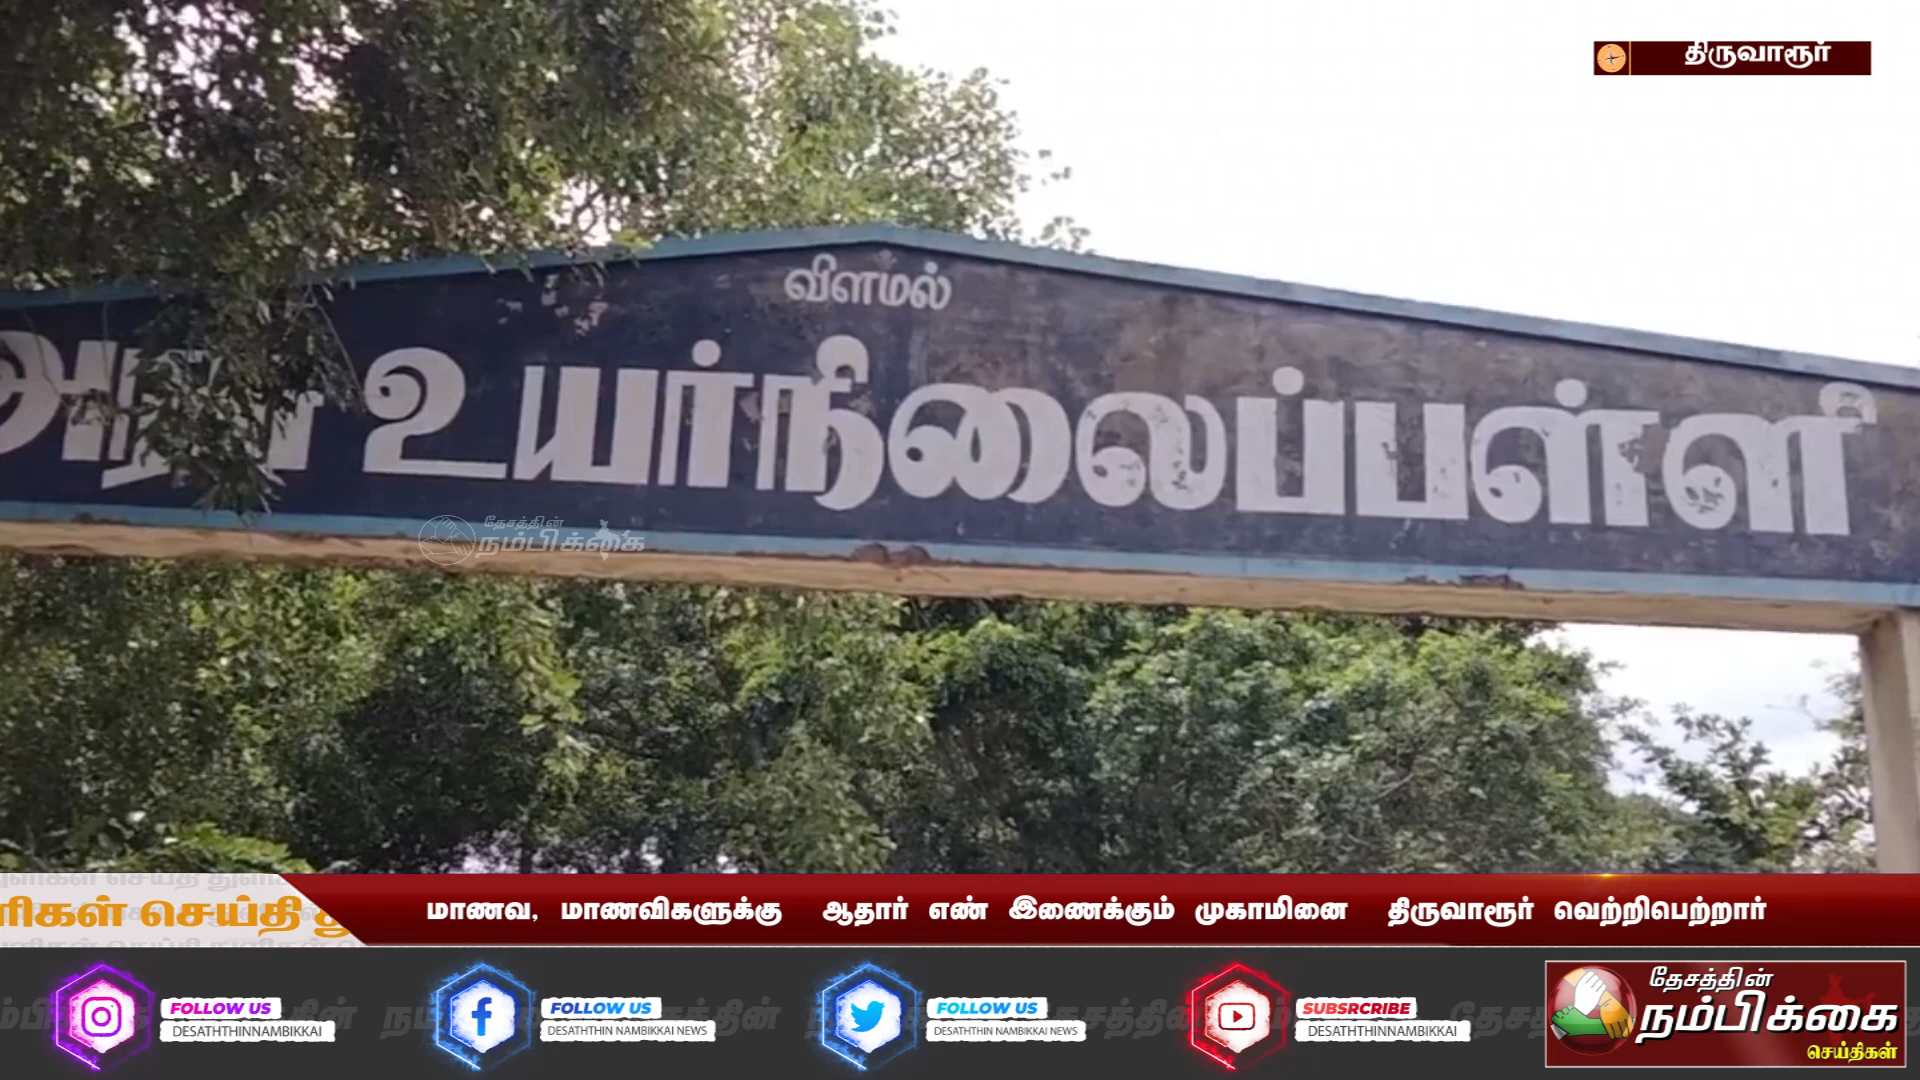 திருவாரூர்
விளமல்
அரசு உயர்நிலைப்பள்ளி
தேசத்தின்
நம்பிக்கை
செய்தி
மாணவ, மாணவிகளுக்கு ஆதார் எண் இணைக்கும் முகாமினை திருவாரூர் வெற்றிபெற்றார்
FOLLOW US
DESATHTHINNAMBIKKAI
FOLLOW US
DESATHTHIN NAMBIKKAI NEWS
FOLLOW US
DESATHTHIN NAMBIKKAI NEWS
SUBSRCRIBE
DESATHTHINNAMBIKKAI
தேசத்தின்
நம்பிக்கை
செய்திகள்